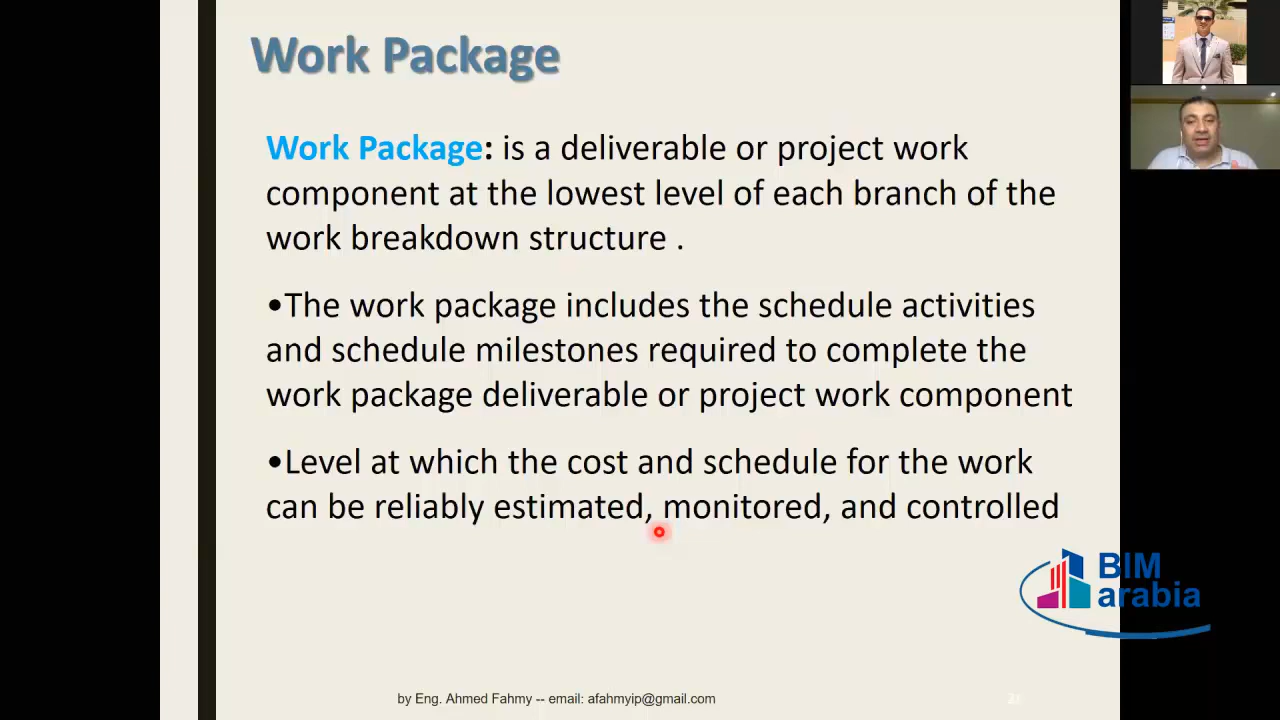 Work Package
Work Package: is a deliverable or project work
component at the lowest level of each branch of the
work breakdown structure .
•The work package includes the schedule activities
and schedule milestones required to complete the
work package deliverable or project work component
•Level at which the cost and schedule for the work
can be reliably estimated, monitored, and controlled
BIM
arabia
by Eng. Ahmed Fahmy -- email: afahmyip@gmail.com